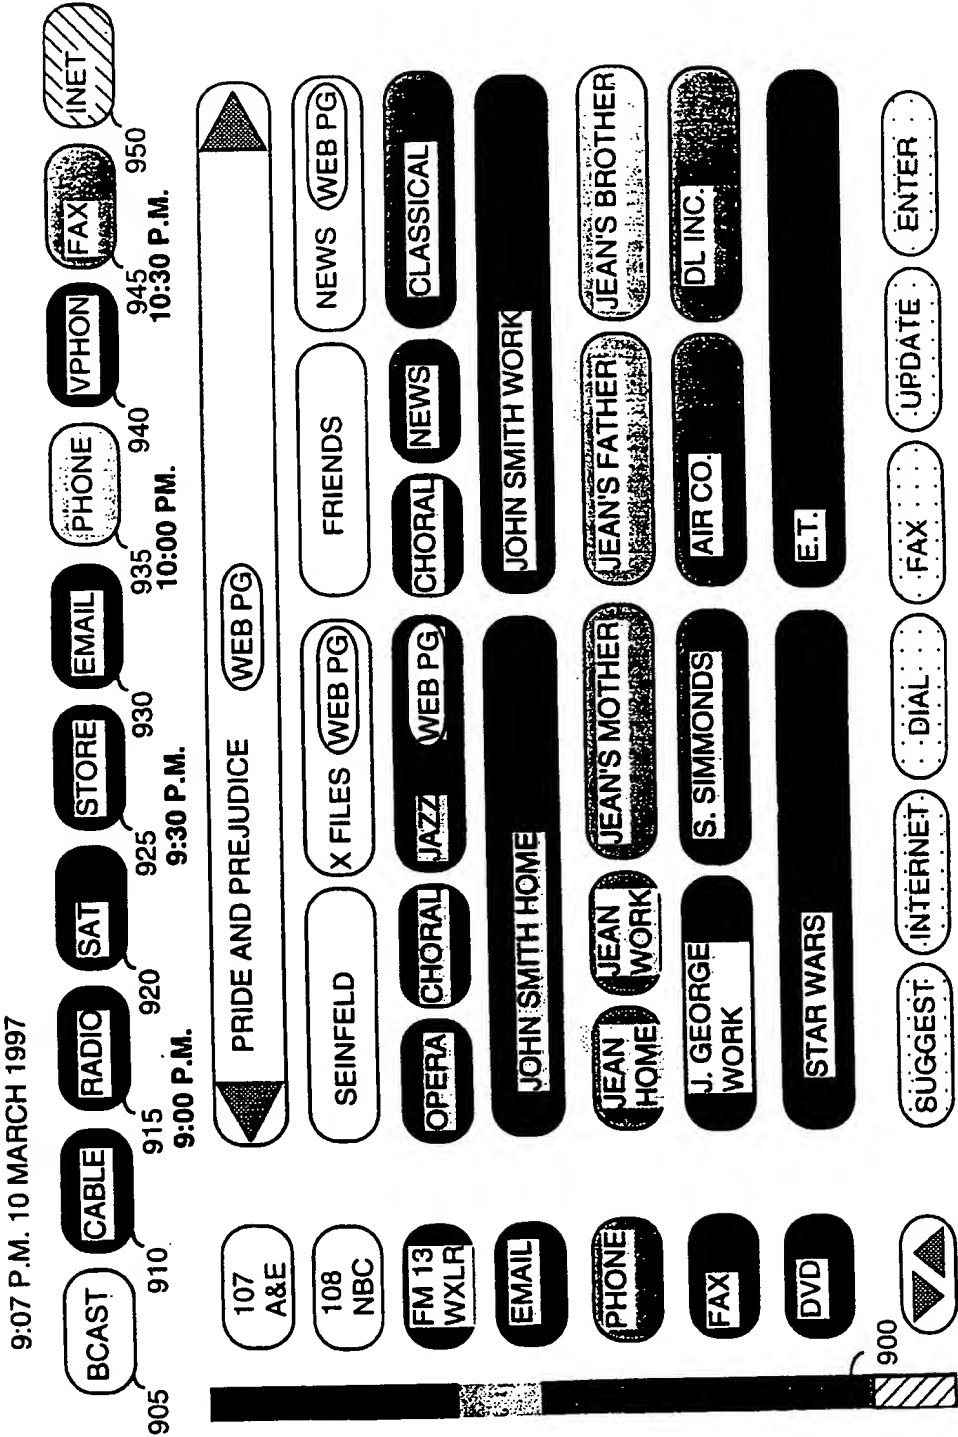 9:07 P.M. 10 MARCH 1997
BCAST CABLE RADIO SAT STORE EMAIL PHONE VPHON FAX INET
905 910 915 920 925 930 935 940 945 950
9:00 P.M. 9:30 P.M. 10:00 PM. 10:30 P.M.
107 A&E PRIDE AND PREJUDICE WEB PG
108 NBC SEINFELD X FILES WEB PG FRIENDS NEWS WEB PG
FM 13 WXLR OPERA CHORAL JAZZ WEB PG CHORAL NEWS CLASSICAL
EMAIL JOHN SMITH HOME JOHN SMITH WORK
PHONE JEAN HOME JEAN WORK JEAN'S MOTHER JEAN'S FATHER JEAN'S BROTHER
FAX J. GEORGE WORK S. SIMMONDS AIR CO. DL INC.
DVD STAR WARS E.T.
900
SUGGEST INTERNET DIAL FAX UPDATE ENTER